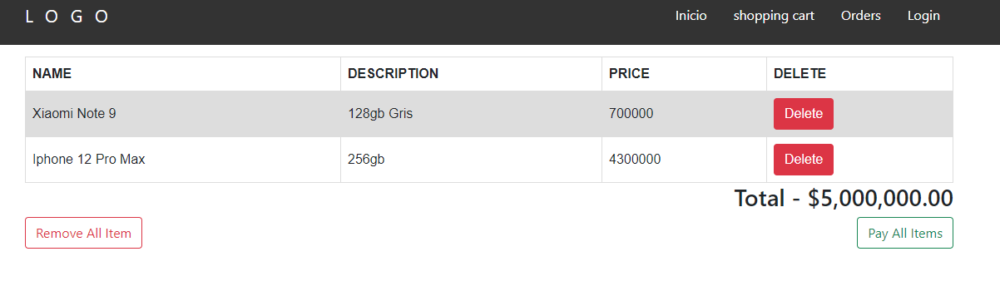 L O G O Inicio shopping cart Orders Login
NAME DESCRIPTION PRICE DELETE
Xiaomi Note 9 128gb Gris 700000 Delete
Iphone 12 Pro Max 256gb 4300000 Delete
Total - $5,000,000.00
Remove All Item Pay All Items